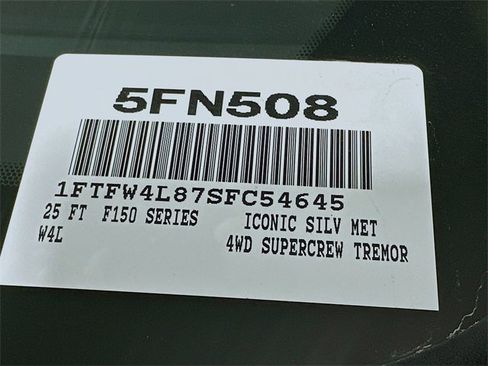 5FN508
1FTFW4L87SFC54645
25 FT F150 SERIES ICONIC SILV MET
W4L 4WD SUPERCREW TREMOR